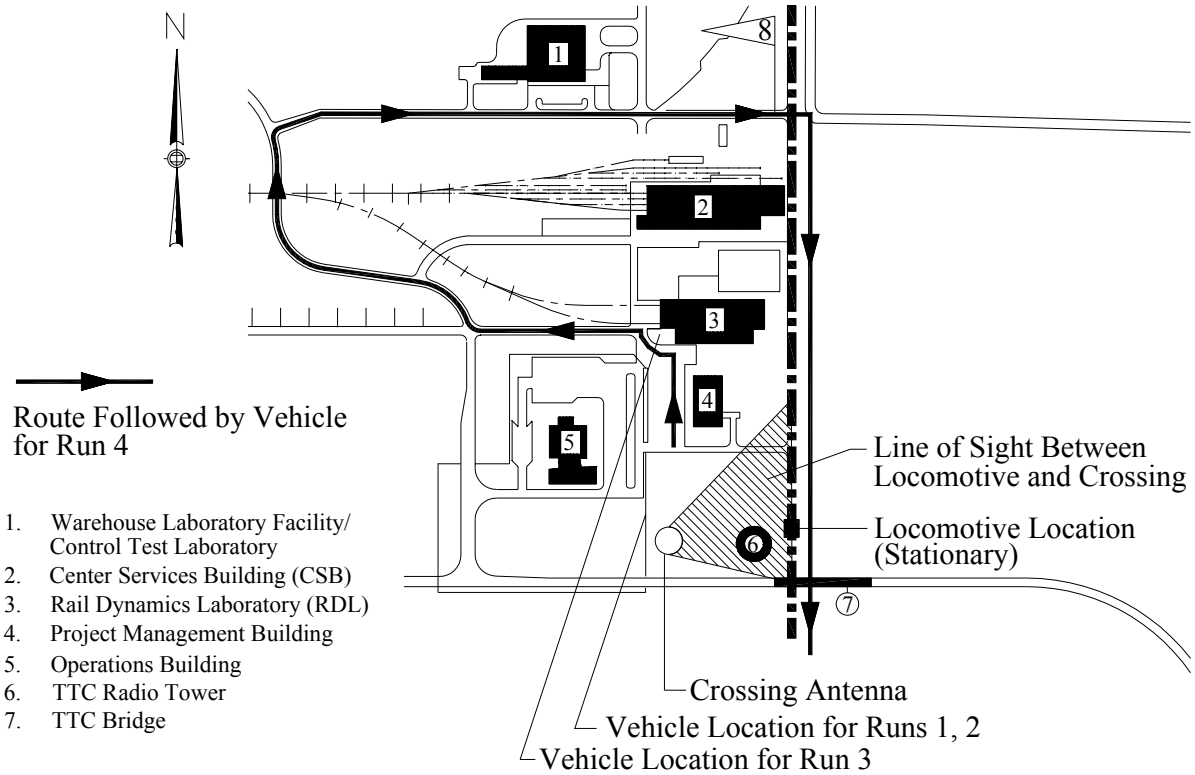 N
1
8
2
3
4
5
6
7
Route Followed by Vehicle
for Run 4
1. Warehouse Laboratory Facility/
Control Test Laboratory
2. Center Services Building (CSB)
3. Rail Dynamics Laboratory (RDL)
4. Project Management Building
5. Operations Building
6. TTC Radio Tower
7. TTC Bridge
Line of Sight Between
Locomotive and Crossing
Locomotive Location
(Stationary)
Crossing Antenna
Vehicle Location for Runs 1, 2
Vehicle Location for Run 3